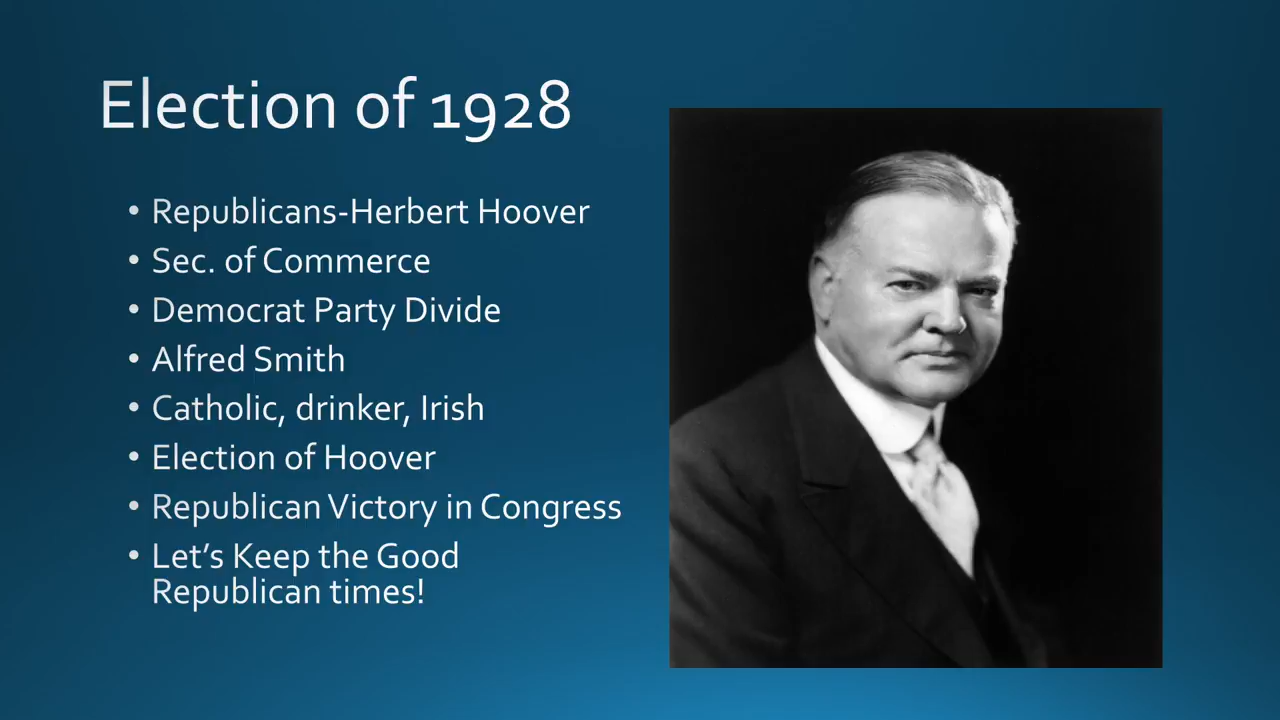 Election of 1928
• Republicans-Herbert Hoover
• Sec. of Commerce
• Democrat Party Divide
• Alfred Smith
• Catholic, drinker, Irish
• Election of Hoover
• Republican Victory in Congress
• Let’s Keep the Good
Republican times!